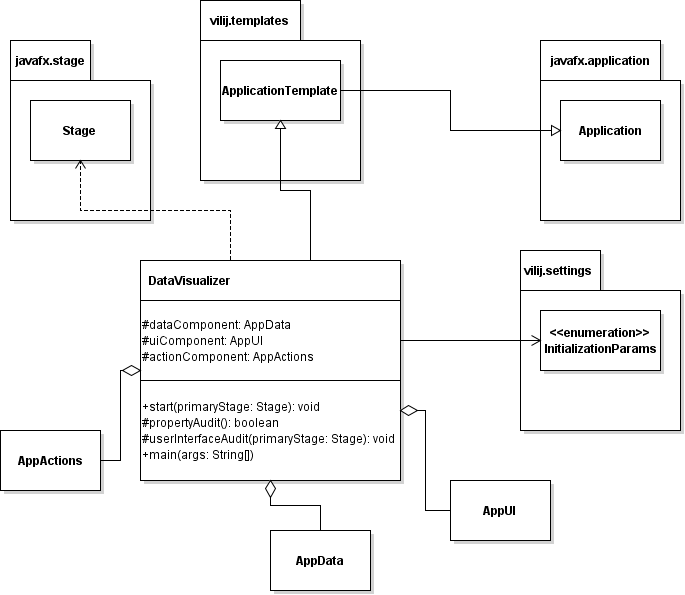 vilij.templates
javafx.stage
javafx.application
ApplicationTemplate
Stage
Application
vilij.settings
DataVisualizer
#dataComponent: AppData
#uiComponent: AppUI
#actionComponent: AppActions
<<enumeration>>
InitializationParams
+start(primaryStage: Stage): void
#propertyAudit(): boolean
#userInterfaceAudit(primaryStage: Stage): void
+main(args: String[])
AppActions
AppUI
AppData